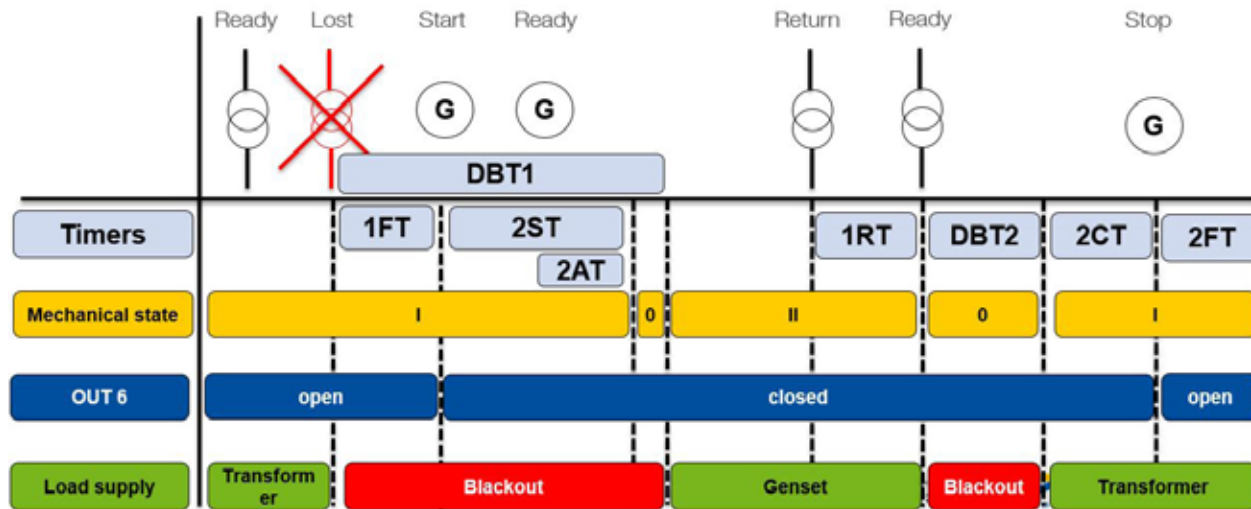 Ready
Lost
Start
Ready
Return
Ready
Stop
G
G
G
DBT1
Timers
1FT
2ST
1RT
DBT2
2CT
2FT
2AT
Mechanical state
I
0
II
0
I
OUT 6
open
closed
open
Load supply
Transform
er
Blackout
Genset
Blackout
Transformer